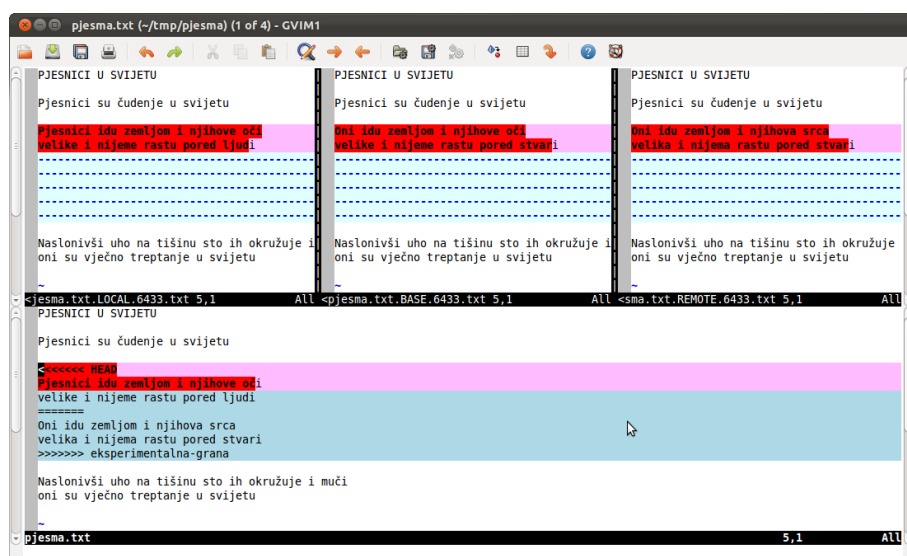 pjesma.txt (~/tmp/pjesma) (1 of 4) - GVIM1
PJESNICI U SVIJETU
Pjesnici su čuđenje u svijetu
Pjesnici idu zemljom i njihove oči
velike i nijeme rastu pored ljudi
Naslonivši uho na tišinu sto ih okružuje i
oni su vječno treptanje u svijetu
~
<jesma.txt.LOCAL.6433.txt 5,1 All
PJESNICI U SVIJETU
Pjesnici su čuđenje u svijetu
Oni idu zemljom i njihove oči
velike i nijeme rastu pored stvari
Naslonivši uho na tišinu sto ih okružuje i
oni su vječno treptanje u svijetu
~
<pjesma.txt.BASE.6433.txt 5,1 All
PJESNICI U SVIJETU
Pjesnici su čuđenje u svijetu
Oni idu zemljom i njihova srca
velika i nijema rastu pored stvari
Naslonivši uho na tišinu sto ih okružuje
oni su vječno treptanje u svijetu
~
<sma.txt.REMOTE.6433.txt 5,1 All
PJESNICI U SVIJETU
Pjesnici su čuđenje u svijetu
<<<<<<< HEAD
Pjesnici idu zemljom i njihove oči
velike i nijeme rastu pored ljudi
=======
Oni idu zemljom i njihova srca
velika i nijema rastu pored stvari
>>>>>>> eksperimentalna-grana
Naslonivši uho na tišinu sto ih okružuje i muči
oni su vječno treptanje u svijetu
~
pjesma.txt 5,1 All